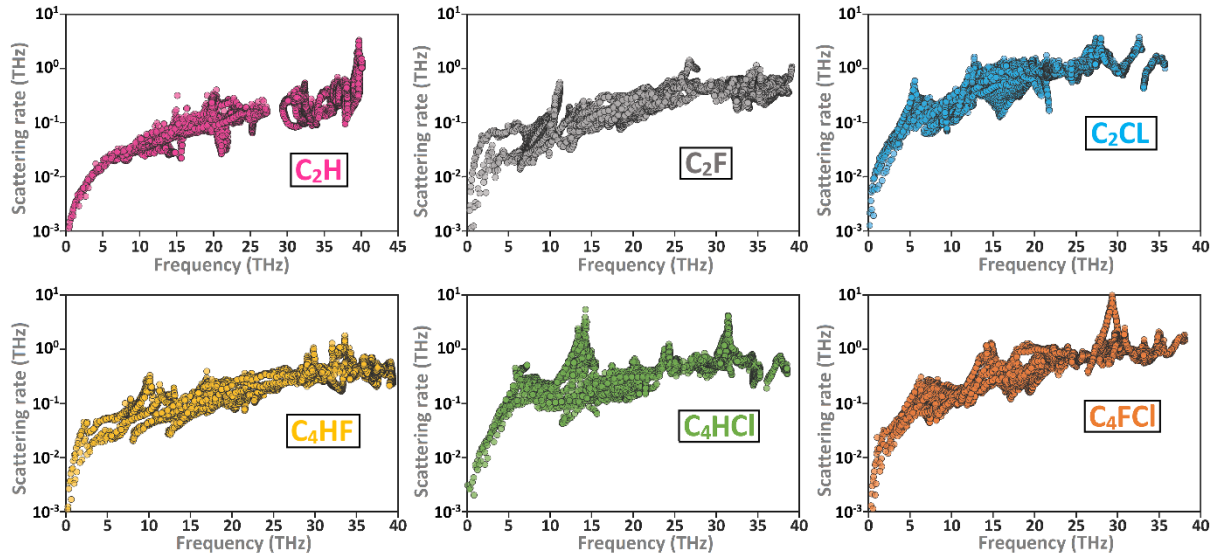 Scattering rate (THz)
10¹
10⁰
10⁻¹
10⁻²
10⁻³
C₂H
0 5 10 15 20 25 30 35 40 45
Frequency (THz)
Scattering rate (THz)
10¹
10⁰
10⁻¹
10⁻²
10⁻³
C₂F
0 5 10 15 20 25 30 35 40
Frequency (THz)
Scattering rate (THz)
10¹
10⁰
10⁻¹
10⁻²
10⁻³
C₂CL
0 5 10 15 20 25 30 35 40
Frequency (THz)
Scattering rate (THz)
10¹
10⁰
10⁻¹
10⁻²
10⁻³
C₄HF
0 5 10 15 20 25 30 35 40
Frequency (THz)
Scattering rate (THz)
10¹
10⁰
10⁻¹
10⁻²
10⁻³
C₄HCl
0 5 10 15 20 25 30 35 40
Frequency (THz)
Scattering rate (THz)
10¹
10⁰
10⁻¹
10⁻²
10⁻³
C₄FCl
0 5 10 15 20 25 30 35 40
Frequency (THz)